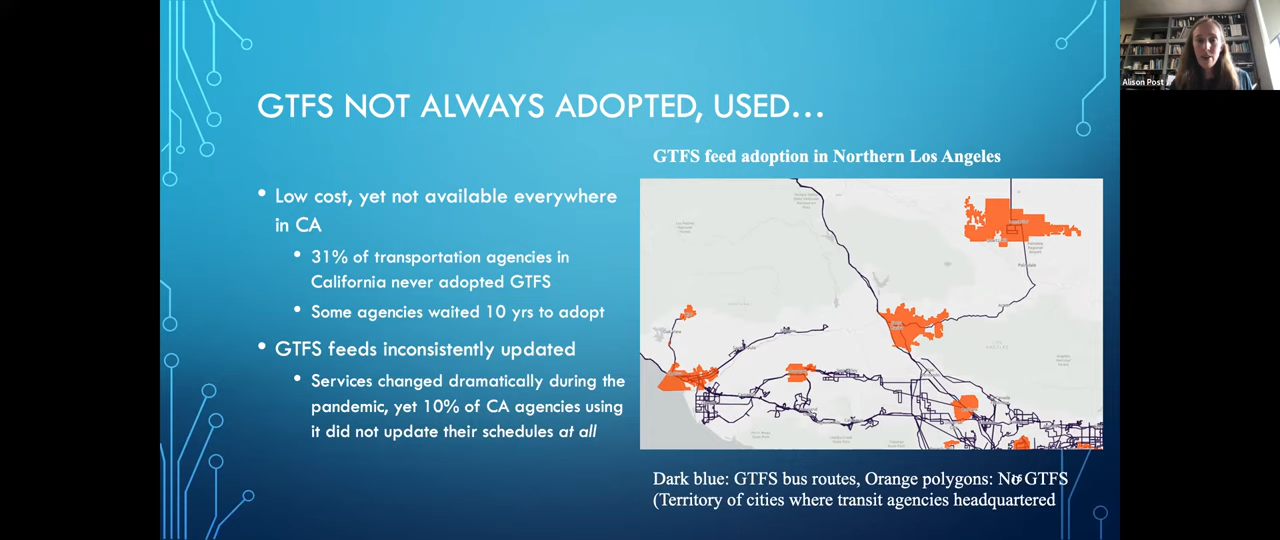 GTFS NOT ALWAYS ADOPTED, USED…
Alison Post
GTFS feed adoption in Northern Los Angeles
• Low cost, yet not available everywhere
in CA
• 31% of transportation agencies in
California never adopted GTFS
• Some agencies waited 10 yrs to adopt
• GTFS feeds inconsistently updated
• Services changed dramatically during the
pandemic, yet 10% of CA agencies using
it did not update their schedules at all
Dark blue: GTFS bus routes, Orange polygons: No GTFS
(Territory of cities where transit agencies headquartered